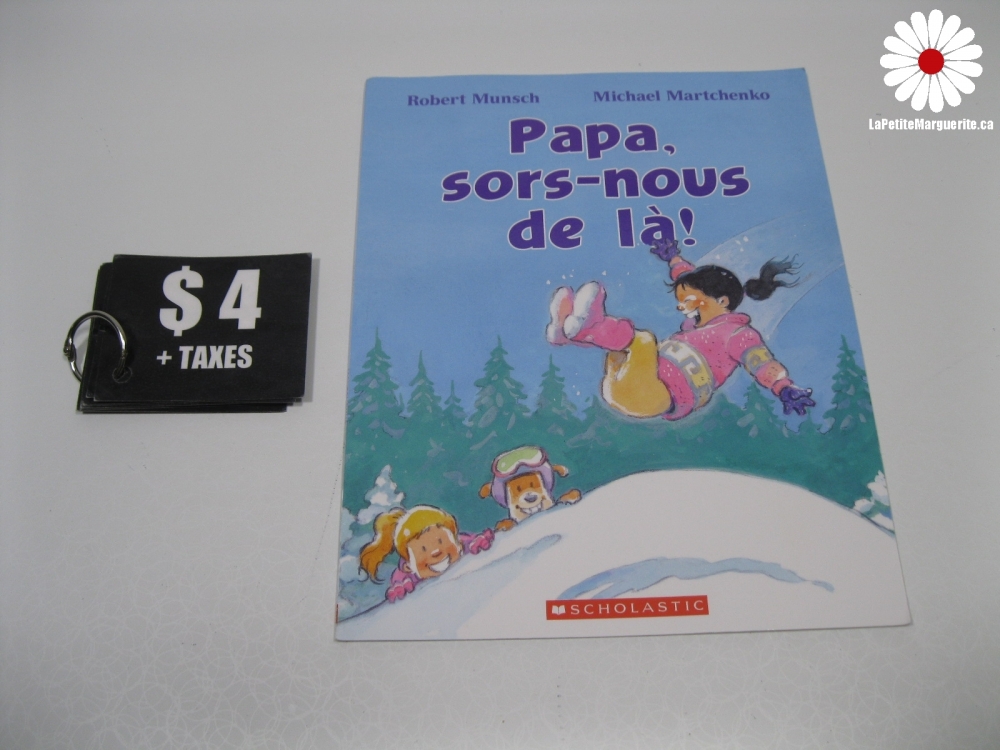 LaPetiteMarguerite.ca
Robert Munsch Michael Martchenko
Papa,
sors-nous
de là!
$4
+ TAXES
SCHOLASTIC